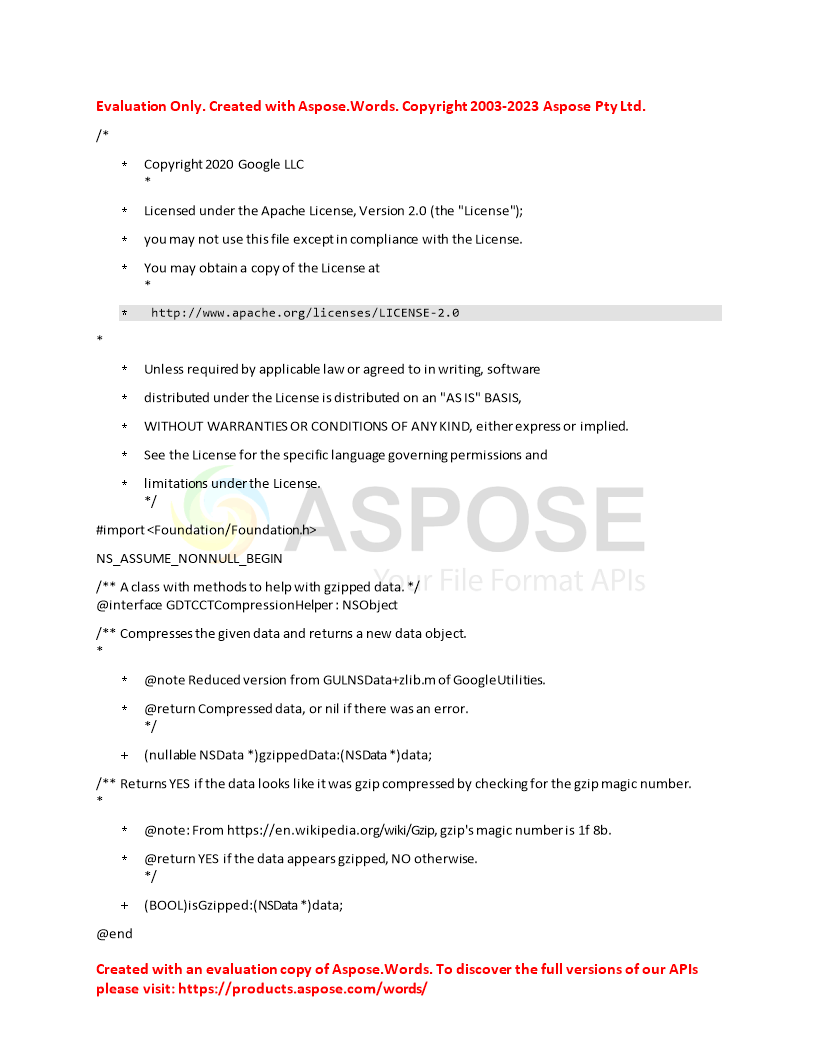 Evaluation Only. Created with Aspose.Words. Copyright 2003-2023 Aspose Pty Ltd.
/*
* Copyright 2020 Google LLC
*
* Licensed under the Apache License, Version 2.0 (the "License");
* you may not use this file except in compliance with the License.
* You may obtain a copy of the License at
*
* http://www.apache.org/licenses/LICENSE-2.0
*
* Unless required by applicable law or agreed to in writing, software
* distributed under the License is distributed on an "AS IS" BASIS,
* WITHOUT WARRANTIES OR CONDITIONS OF ANY KIND, either express or implied.
* See the License for the specific language governing permissions and
* limitations under the License.
*/
ASPOSE
#import <Foundation/Foundation.h>
NS_ASSUME_NONNULL_BEGIN
Your File Format APIs
/** A class with methods to help with gzipped data. */
@interface GDTCCTCompressionHelper : NSObject
/** Compresses the given data and returns a new data object.
*
* @note Reduced version from GULNSData+zlib.m of GoogleUtilities.
* @return Compressed data, or nil if there was an error.
*/
+ (nullable NSData *)gzippedData:(NSData *)data;
/** Returns YES if the data looks like it was gzip compressed by checking for the gzip magic number.
*
* @note: From https://en.wikipedia.org/wiki/Gzip, gzip's magic number is 1f 8b.
* @return YES if the data appears gzipped, NO otherwise.
*/
+ (BOOL)isGzipped:(NSData *)data;
@end
Created with an evaluation copy of Aspose.Words. To discover the full versions of our APIs
please visit: https://products.aspose.com/words/